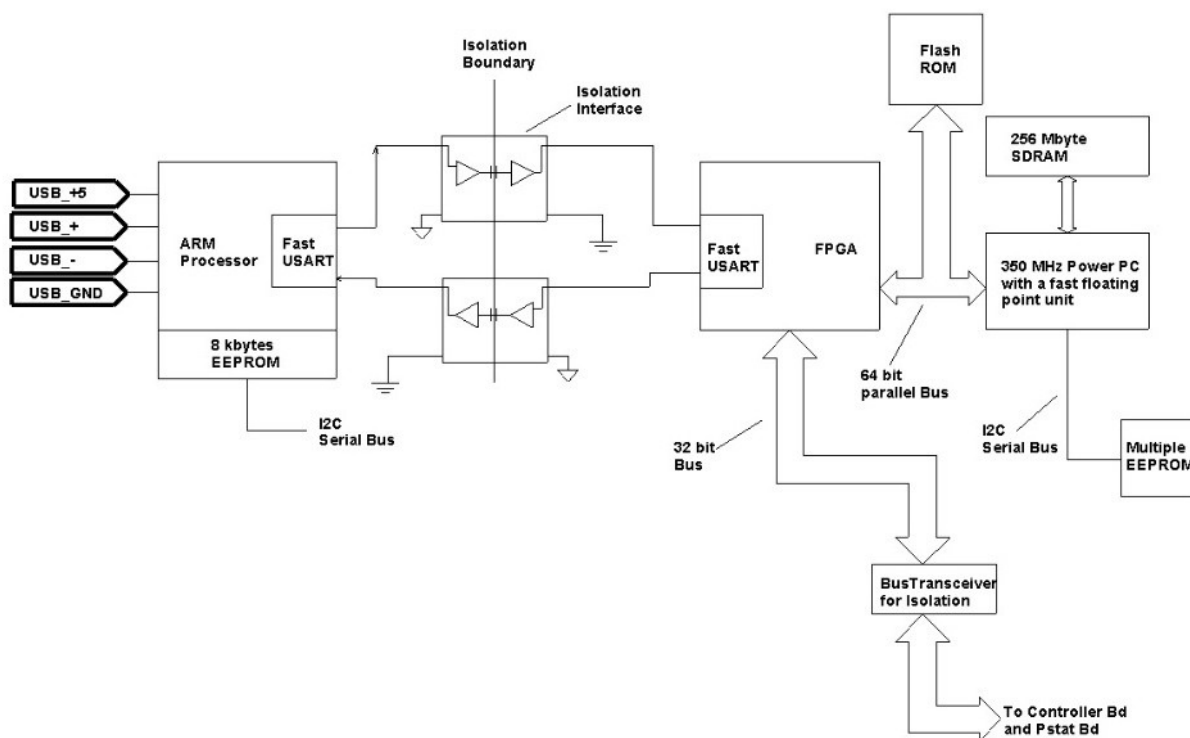 Isolation
Boundary
Isolation
Interface
Flash
ROM
256 Mbyte
SDRAM
USB_+5
USB_+
USB_-
USB_GND
ARM
Processor
Fast
USART
Fast
USART
FPGA
350 MHz Power PC
with a fast floating
point unit
8 kbytes
EEPROM
I2C
Serial Bus
64 bit
parallel Bus
32 bit
Bus
I2C
Serial Bus
Multiple
EEPROM
BusTransceiver
for Isolation
To Controller Bd
and Pstat Bd